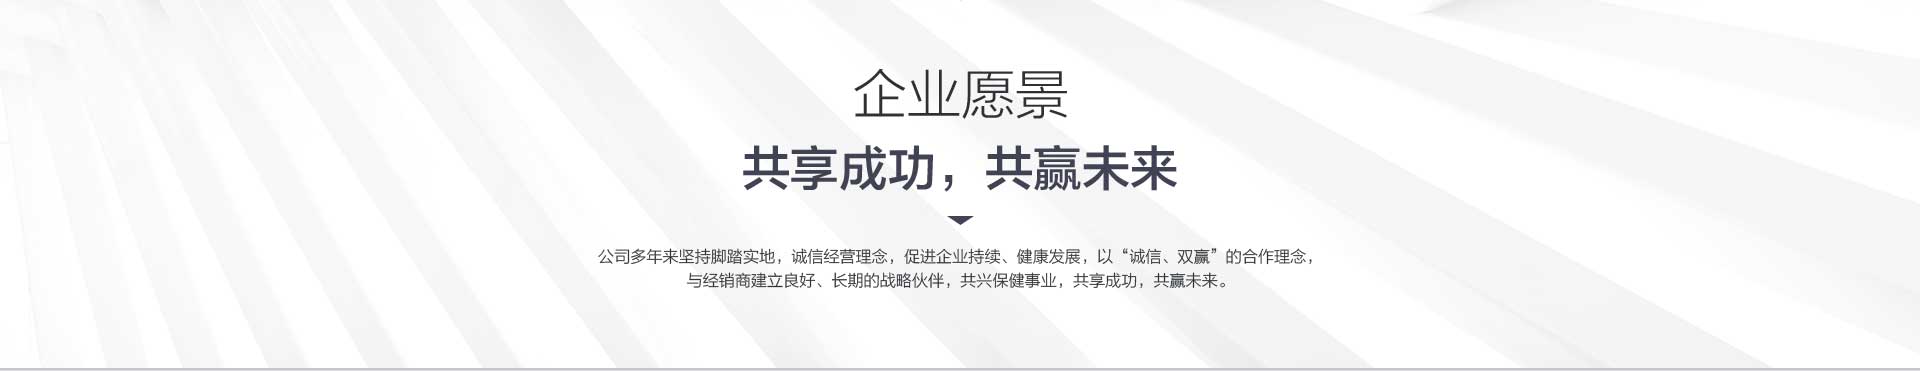 企业愿景
共享成功，共赢未来
公司多年来坚持脚踏实地，诚信经营理念，促进企业持续、健康发展，以“诚信、双赢”的合作理念，
与经销商建立良好、长期的战略伙伴，共兴保健事业，共享成功，共赢未来。